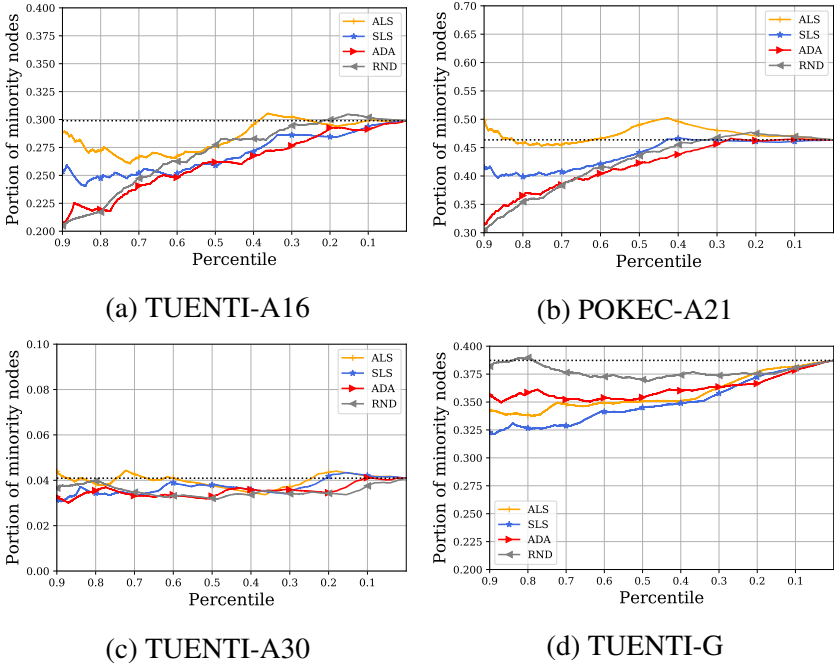 0.400
0.375
0.350
0.325
0.300
0.275
0.250
0.225
0.200
0.9 0.8 0.7 0.6 0.5 0.4 0.3 0.2 0.1
Portion of minority nodes
Percentile
ALS
SLS
ADA
RND
(a) TUENTI-A16
0.70
0.65
0.60
0.55
0.50
0.45
0.40
0.35
0.30
0.9 0.8 0.7 0.6 0.5 0.4 0.3 0.2 0.1
Portion of minority nodes
Percentile
ALS
SLS
ADA
RND
(b) POKEC-A21
0.10
0.08
0.06
0.04
0.02
0.00
0.9 0.8 0.7 0.6 0.5 0.4 0.3 0.2 0.1
Portion of minority nodes
Percentile
ALS
SLS
ADA
RND
(c) TUENTI-A30
0.400
0.375
0.350
0.325
0.300
0.275
0.250
0.225
0.200
0.9 0.8 0.7 0.6 0.5 0.4 0.3 0.2 0.1
Portion of minority nodes
Percentile
ALS
SLS
ADA
RND
(d) TUENTI-G